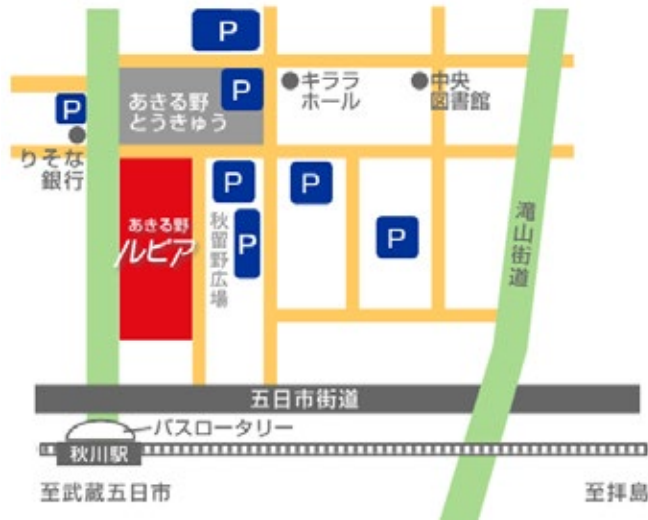 P
P
P
あきる野
とうきゅう
キララ
ホール
中央
図書館
りそな
銀行
P
P
P
P
あきる野
ルピア
秋留野広場
滝山街道
五日市街道
バスロータリー
秋川駅
至武蔵五日市
至拝島